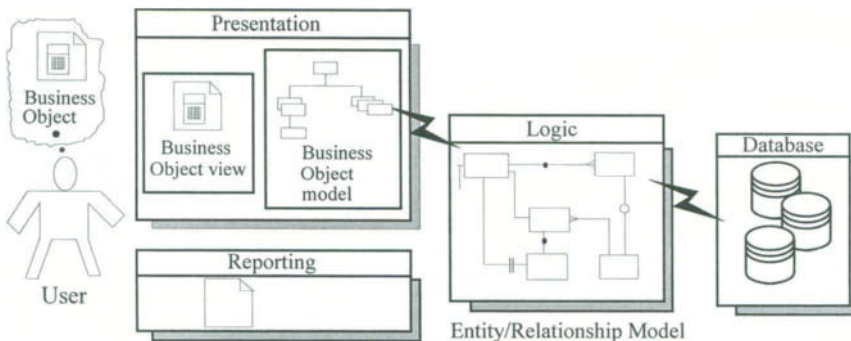 Presentation
Business
Object
Business
Object view
Business
Object
model
Logic
Database
User
Reporting
Entity/Relationship Model